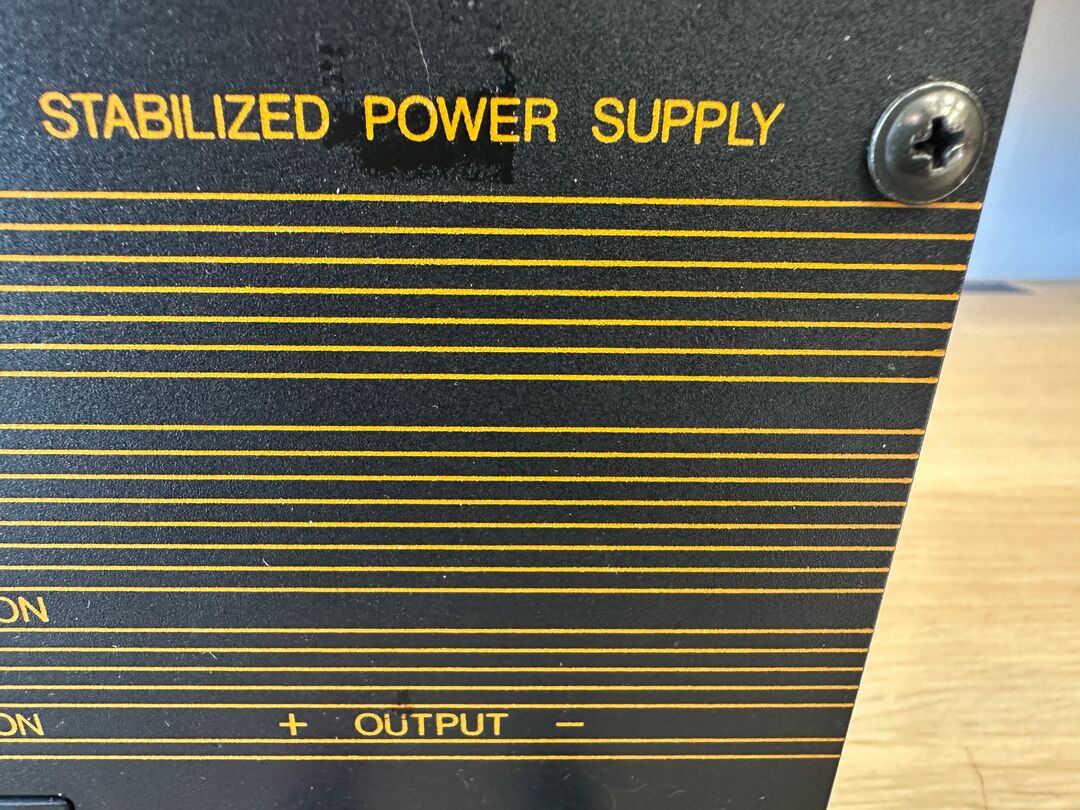 STABILIZED POWER SUPPLY
ON
ON + OUTPUT −